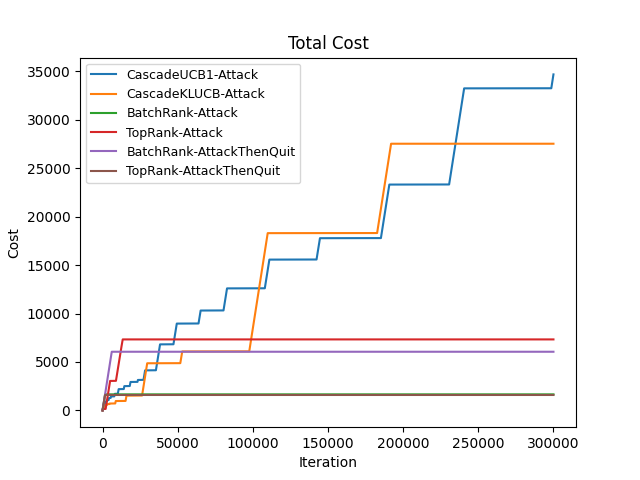 Total Cost
CascadeUCB1-Attack
CascadeKLUCB-Attack
BatchRank-Attack
TopRank-Attack
BatchRank-AttackThenQuit
TopRank-AttackThenQuit
35000
30000
25000
20000
15000
10000
5000
0
Cost
0 50000 100000 150000 200000 250000 300000
Iteration